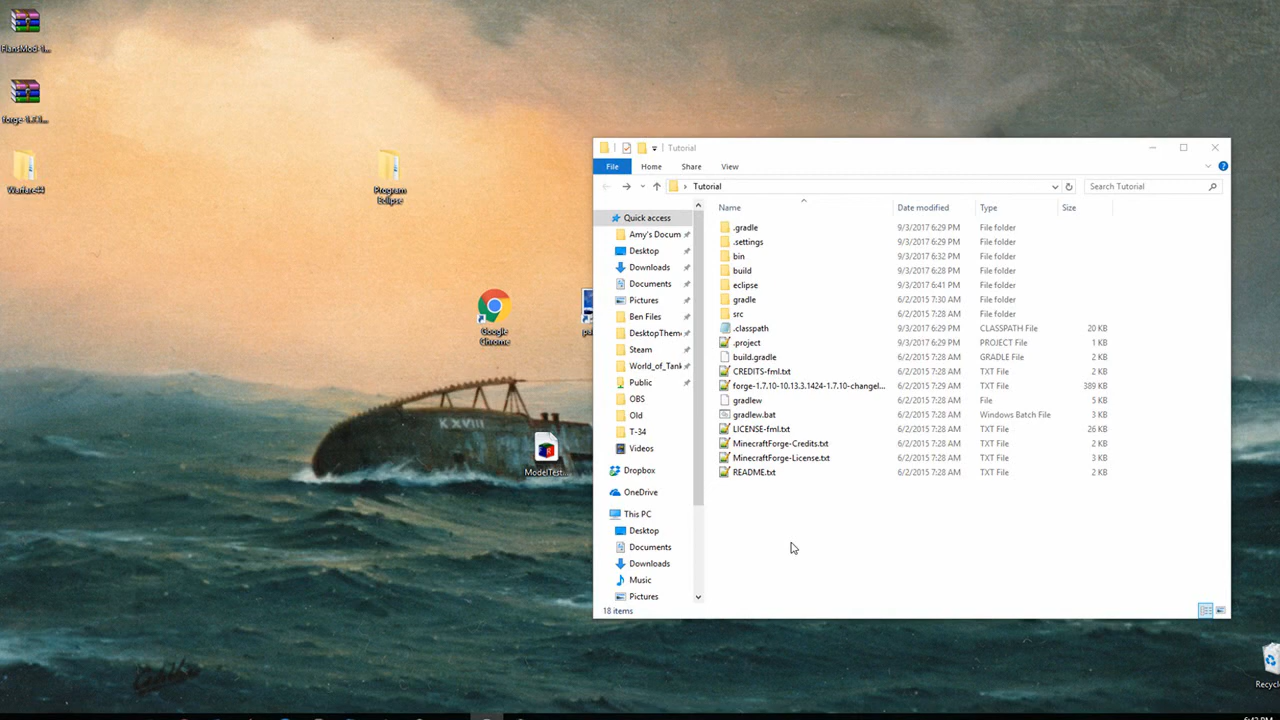 FlansMod-1...
forge-1.7.1...
Warfare44
Program
Eclipse
Google
Chrome
ModelTest...
KXVIII
Tutorial
File Home Share View
Tutorial
Search Tutorial
Name Date modified Type Size
Quick access
Amy's Docum
Desktop
Downloads
Documents
Pictures
Ben Files
DesktopTheme
Steam
World_of_Tank
Public
OBS
Old
T-34
Videos
Dropbox
OneDrive
This PC
Desktop
Documents
Downloads
Music
Pictures
.gradle 9/3/2017 6:29 PM File folder
.settings 9/3/2017 6:29 PM File folder
bin 9/3/2017 6:32 PM File folder
build 9/3/2017 6:28 PM File folder
eclipse 9/3/2017 6:41 PM File folder
gradle 6/2/2015 7:30 AM File folder
src 6/2/2015 7:28 AM File folder
.classpath 9/3/2017 6:29 PM CLASSPATH File 20 KB
.project 9/3/2017 6:29 PM PROJECT File 1 KB
build.gradle 6/2/2015 7:28 AM GRADLE File 2 KB
CREDITS-fml.txt 6/2/2015 7:28 AM TXT File 2 KB
forge-1.7.10-10.13.3.1424-1.7.10-changel... 6/2/2015 7:29 AM TXT File 389 KB
gradlew 6/2/2015 7:28 AM File 5 KB
gradlew.bat 6/2/2015 7:28 AM Windows Batch File 3 KB
LICENSE-fml.txt 6/2/2015 7:28 AM TXT File 26 KB
MinecraftForge-Credits.txt 6/2/2015 7:28 AM TXT File 2 KB
MinecraftForge-License.txt 6/2/2015 7:28 AM TXT File 3 KB
README.txt 6/2/2015 7:28 AM TXT File 2 KB
18 items
Recyc